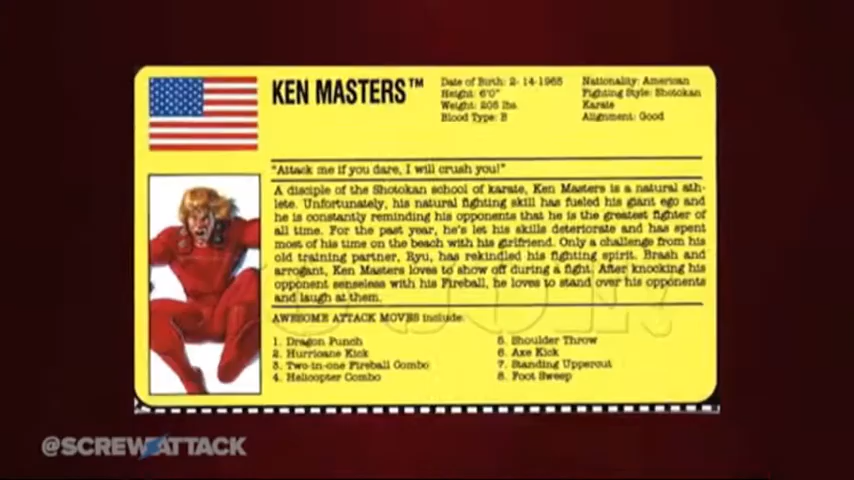 KEN MASTERS™
Date of Birth: 2-14-1965
Height: 6'0"
Weight: 205 lbs.
Blood Type: B
Nationality: American
Fighting Style: Shotokan
Karate
Alignment: Good
"Attack me if you dare, I will crush you!"
A disciple of the Shotokan school of karate, Ken Masters is a natural ath-
lete. Unfortunately, his natural fighting skill has fueled his giant ego and
he is constantly reminding his opponents that he is the greatest fighter of
all time. For the past year, he's let his skills deteriorate and has spent
most of his time on the beach with his girlfriend. Only a challenge from his
old training partner, Ryu, has rekindled his fighting spirit. Brash and
arrogant, Ken Masters loves to show off during a fight. After knocking his
opponent senseless with his Fireball, he loves to stand over his opponents
and laugh at them.
AWESOME ATTACK MOVES include:
1. Dragon Punch
2. Hurricane Kick
3. Two-in-one Fireball Combo
4. Helicopter Combo
5. Shoulder Throw
6. Axe Kick
7. Standing Uppercut
8. Foot Sweep
@SCREWATTACK